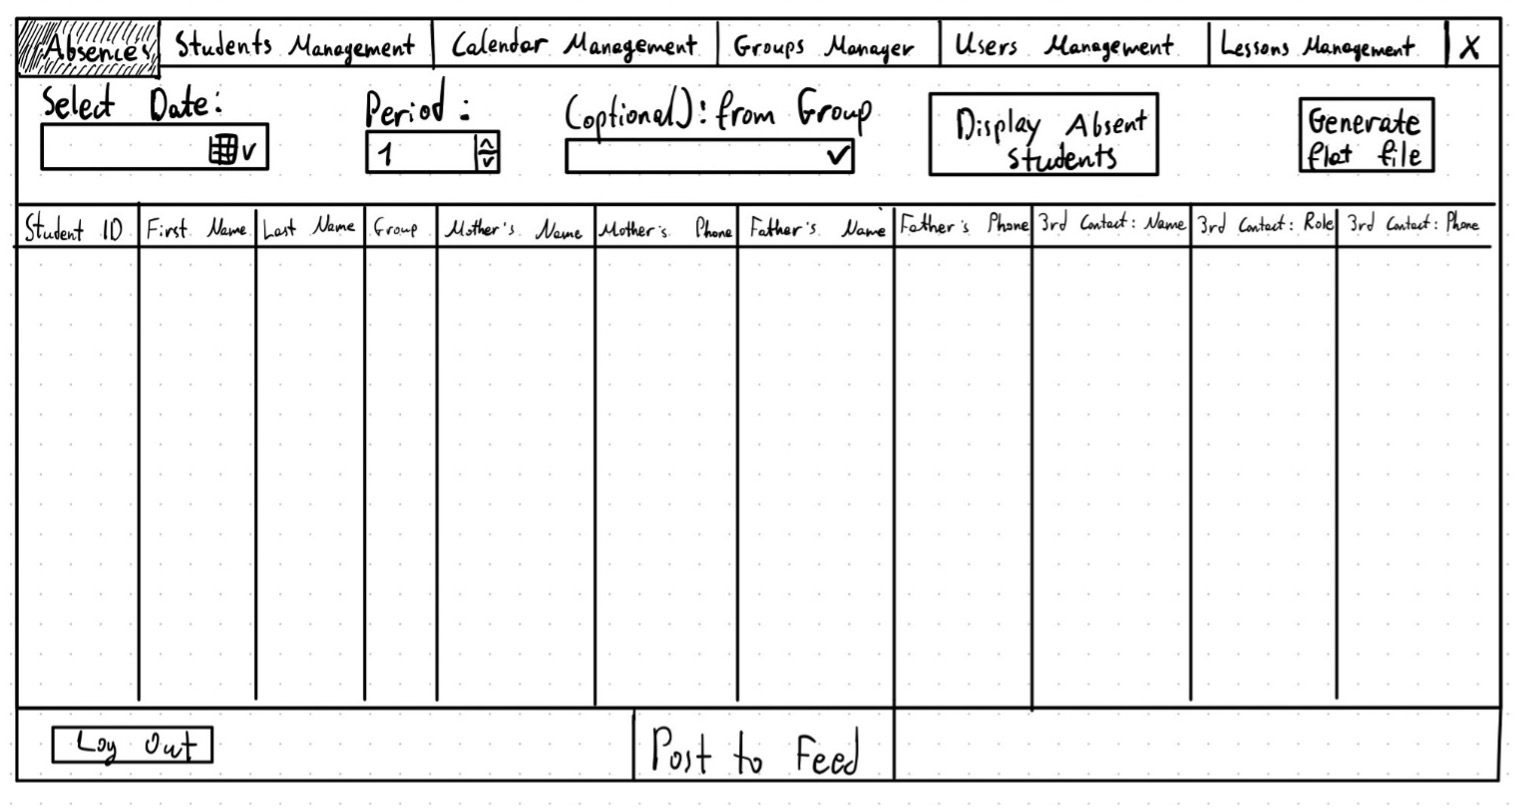 Absences Students Management Calendar Management Groups Manager Users Management Lessons Management X
Select Date: Period: (optional): from Group
Display Absent
Students
Generate
flat file
1
Student ID First Name Last Name Group Mother's Name Mother's Phone Father's Name Father's Phone 3rd Contact: Name 3rd Contact: Role 3rd Contact: Phone
Log Out Post to Feed